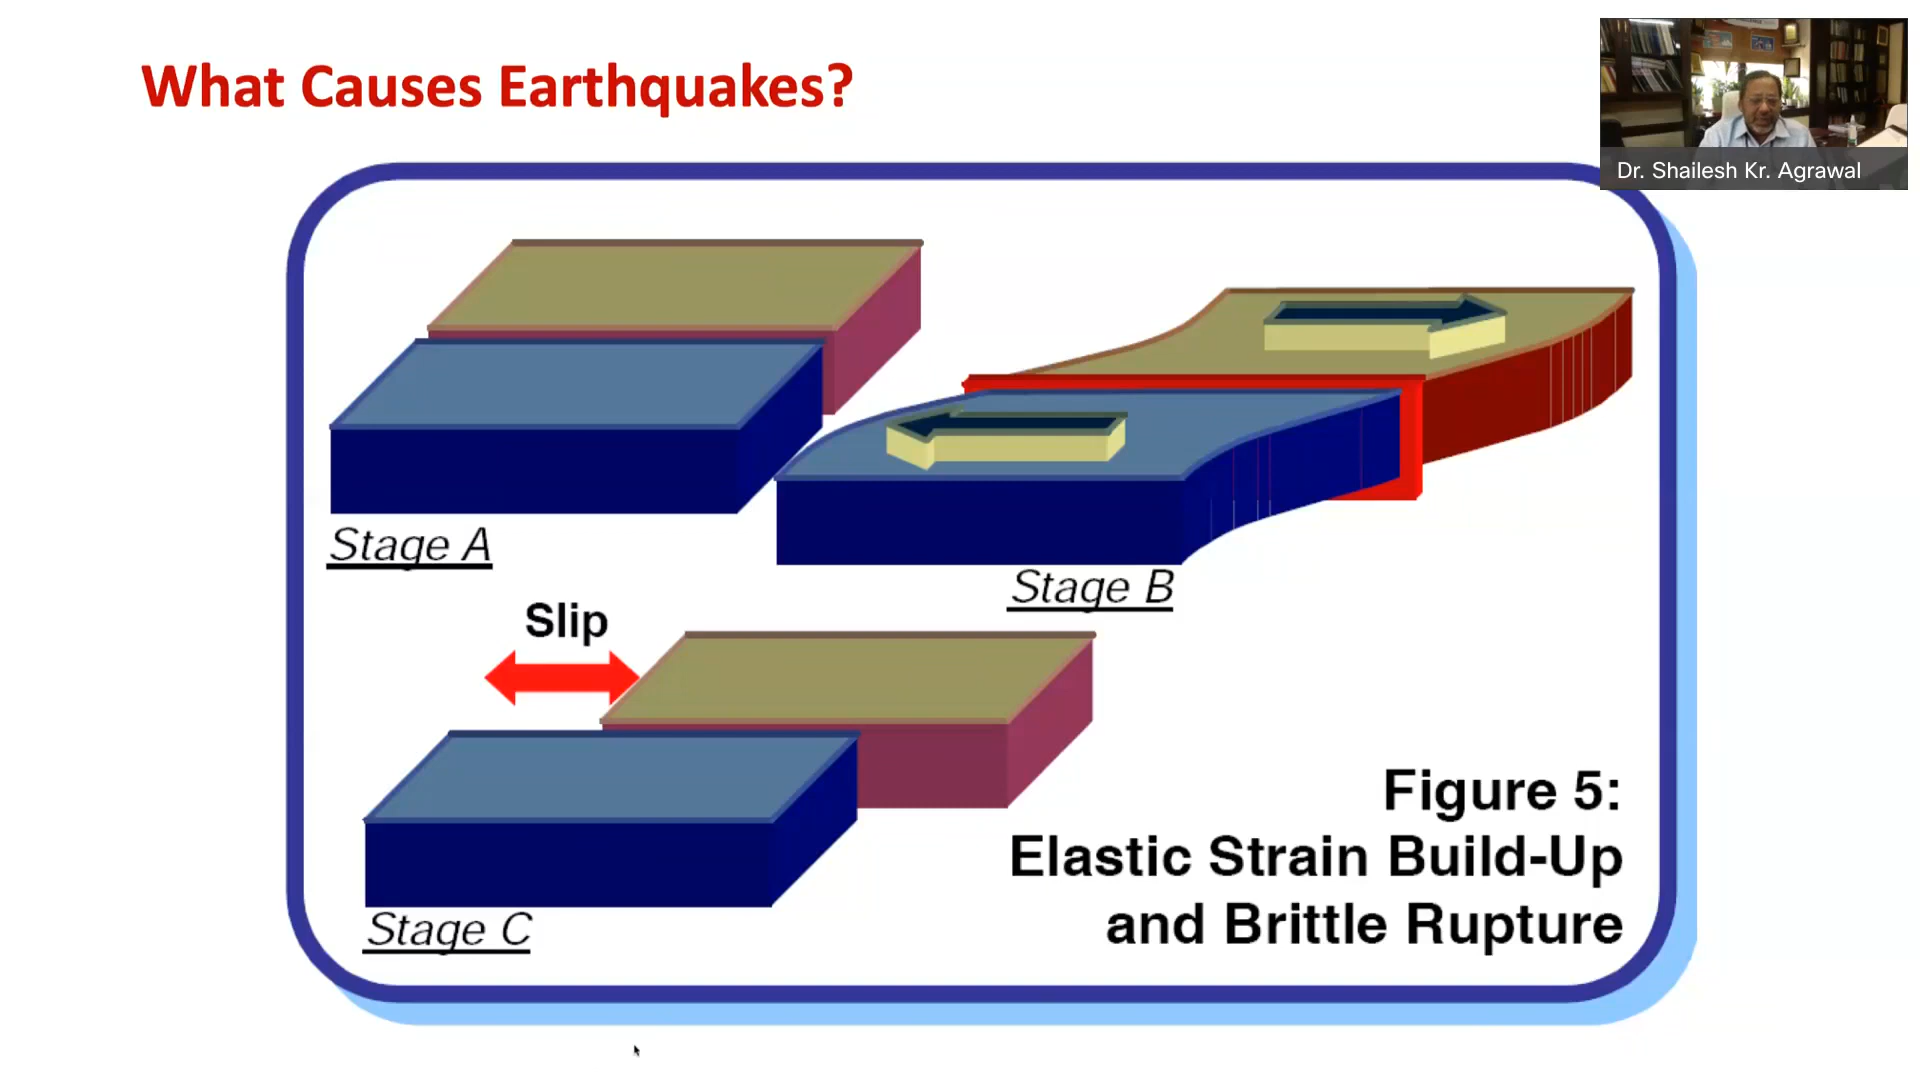 What Causes Earthquakes?
Dr. Shailesh Kr. Agrawal
Stage A
Stage B
Slip
Stage C
Figure 5:
Elastic Strain Build-Up
and Brittle Rupture